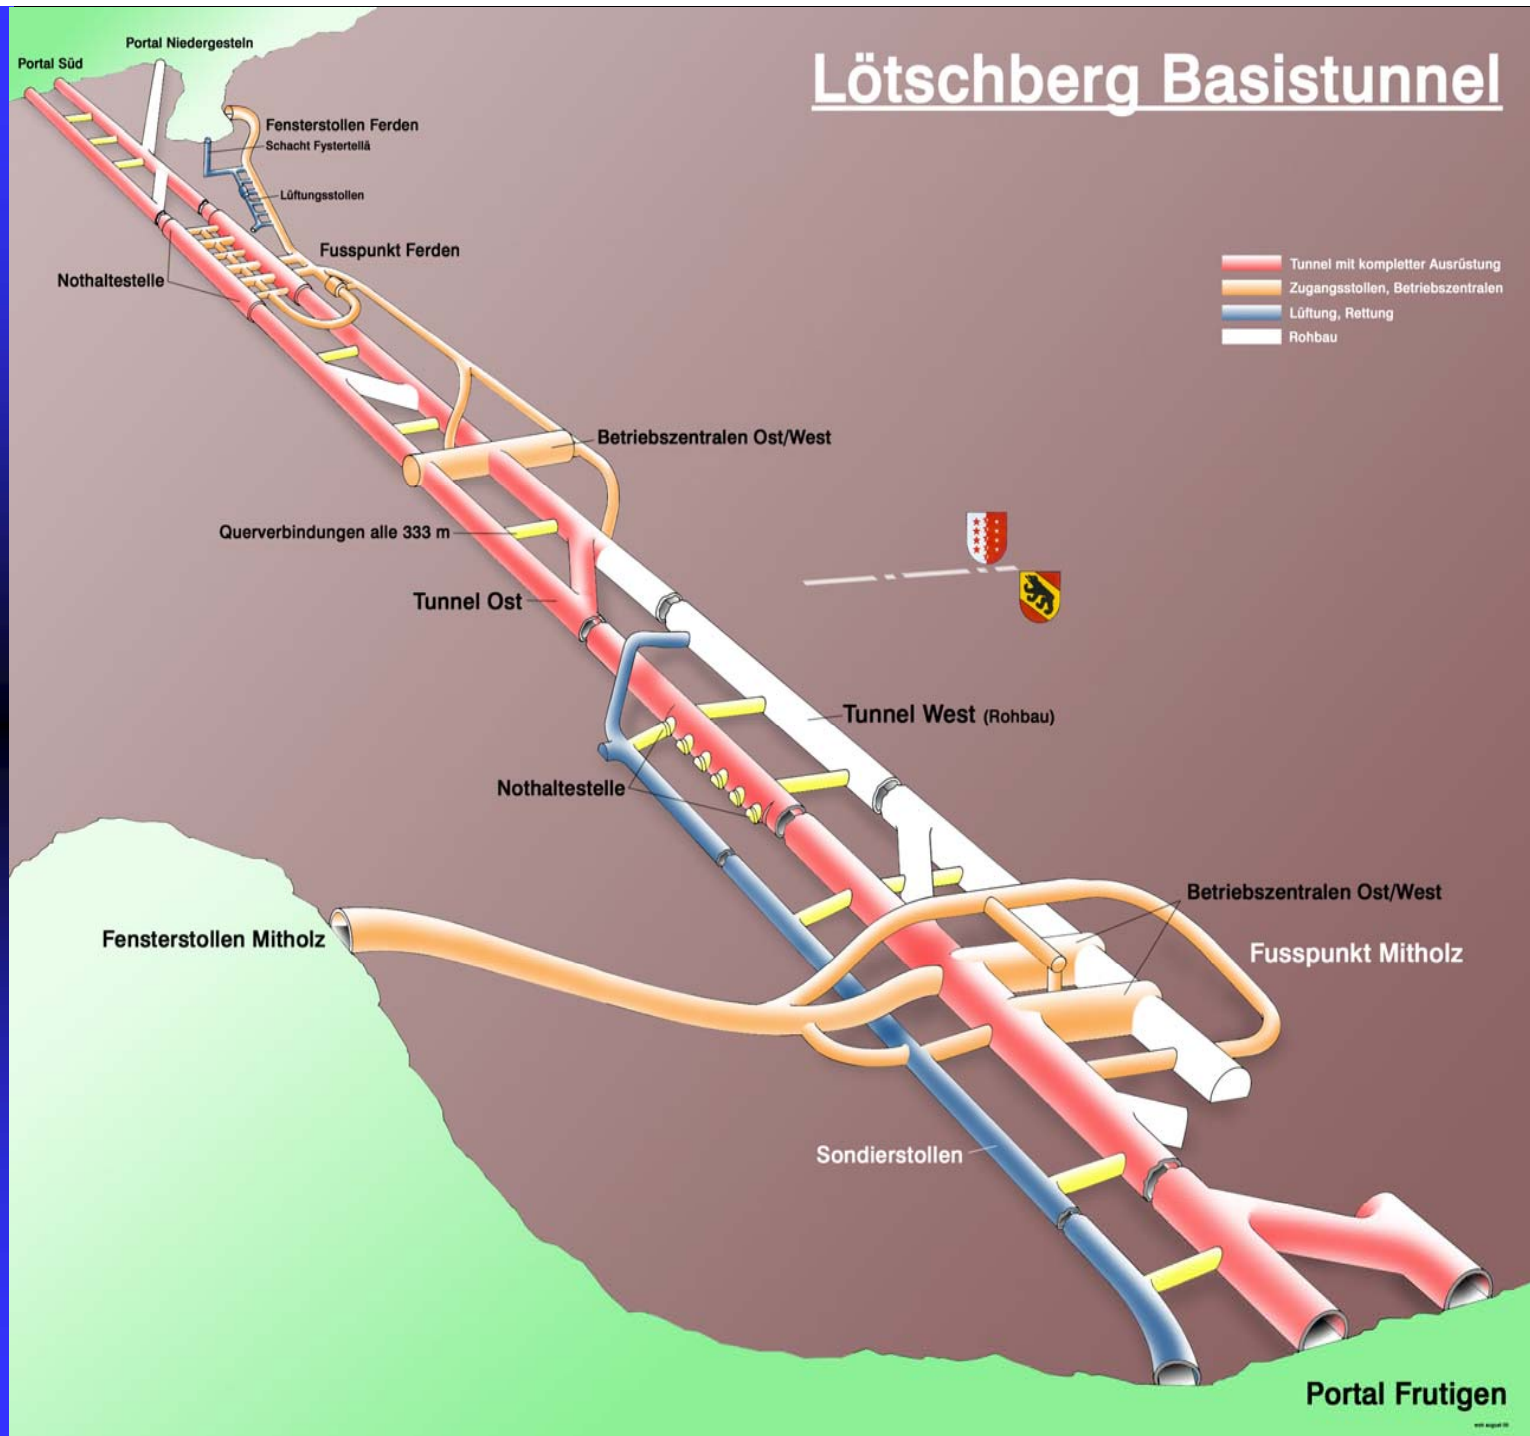 Portal Niedergesteln
Portal Süd
Lötschberg Basistunnel
Fensterstollen Ferden
Schacht Fystertellä
Lüftungsstollen
Fusspunkt Ferden
Nothaltestelle
Tunnel mit kompletter Ausrüstung
Zugangsstollen, Betriebszentralen
Lüftung, Rettung
Rohbau
Betriebszentralen Ost/West
Querverbindungen alle 333 m
Tunnel Ost
Tunnel West (Rohbau)
Nothaltestelle
Betriebszentralen Ost/West
Fensterstollen Mitholz
Fusspunkt Mitholz
Sondierstollen
Portal Frutigen